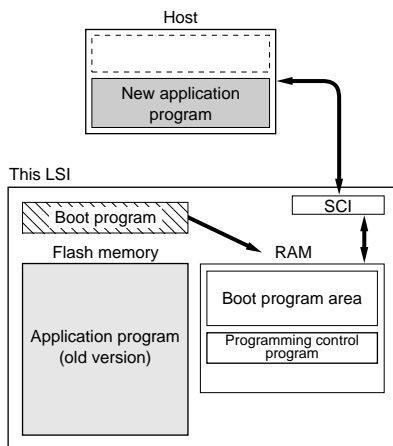 Host
New application
program
This LSI
SCI
Boot program
Flash memory
RAM
Application program
(old version)
Boot program area
Programming control
program